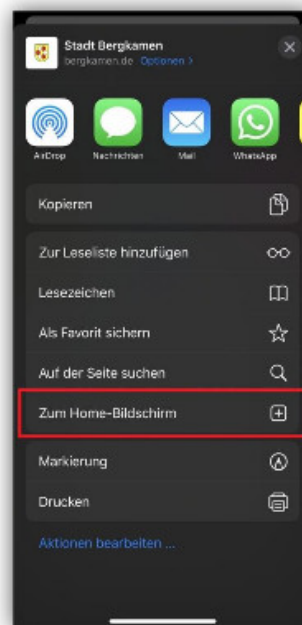 Stadt Bergkamen
bergkamen.de Optionen >
AirDrop
Nachrichten
Mail
WhatsApp
Kopieren
Zur Leseliste hinzufügen
Lesezeichen
Als Favorit sichern
Auf der Seite suchen
Zum Home-Bildschirm
Markierung
Drucken
Aktionen bearbeiten ...